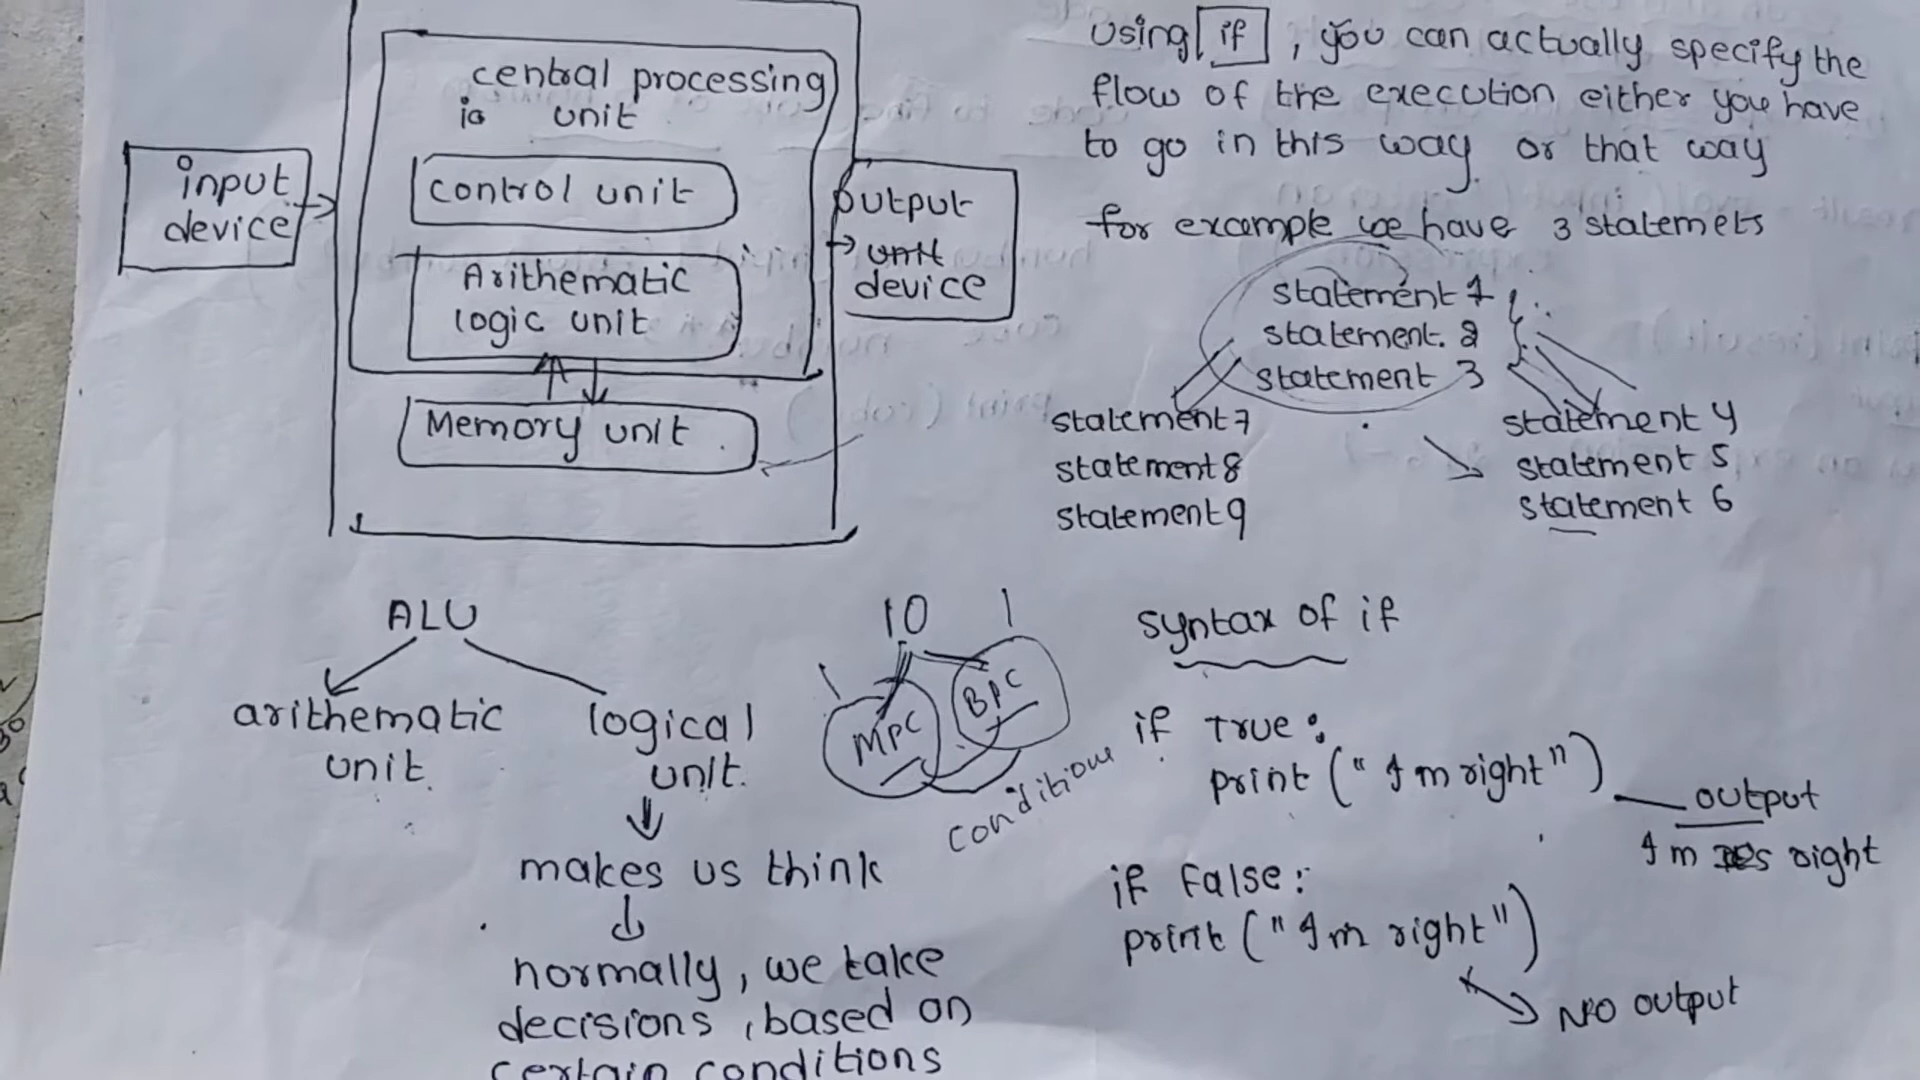 central processing
unit
input
device
control unit
Arithematic
logic unit
Memory unit
output
unit
device
ALU
arithematic
unit
logical
unit.
makes us think
normally, we take
decisions, based on
certain conditions
10
1
MPC
BPC
conditions
using if, you can actually specify the
flow of the execution either you have
to go in this way or that way
for example we have 3 statemets
statement 1
statement. 2
statement 3
statement 7
statement 8
statement 9
statement 4
statement 5
statement 6
syntax of if
if True:
print ("I m right")
output
I m right
if False:
print ("I m right")
NO output